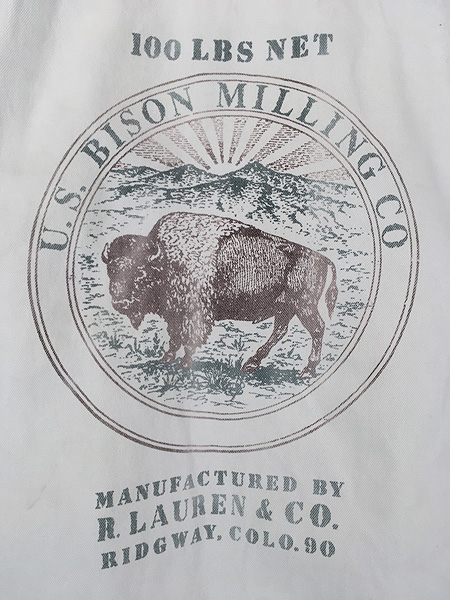 100 LBS NET
U.S. BISON MILLING CO
MANUFACTURED BY
R. LAUREN & CO.
RIDGWAY, COLO. 90